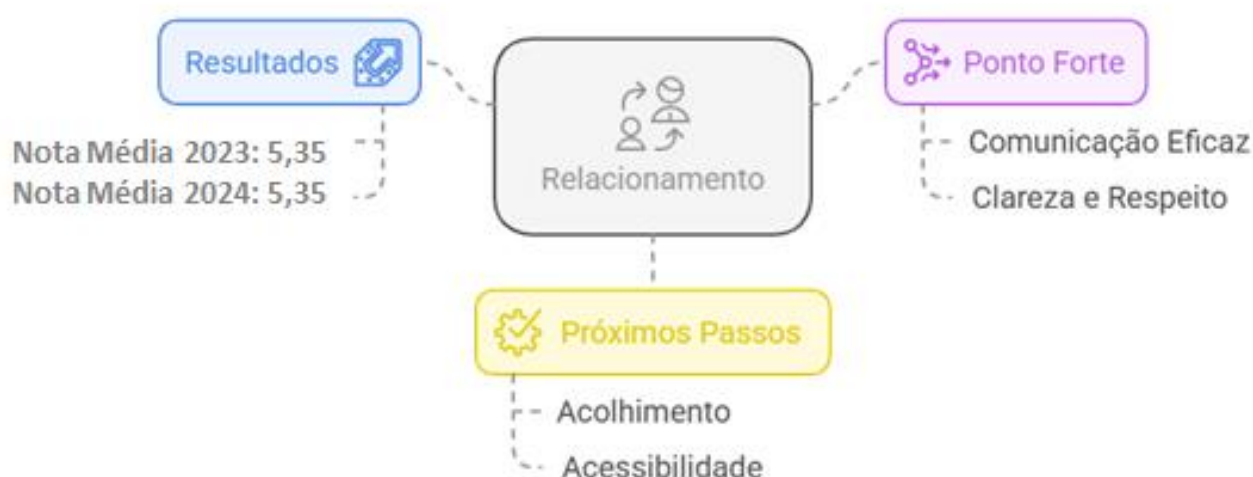 Resultados
Nota Média 2023: 5,35
Nota Média 2024: 5,35
Relacionamento
Ponto Forte
Comunicação Eficaz
Clareza e Respeito
Próximos Passos
Acolhimento
Acessibilidade